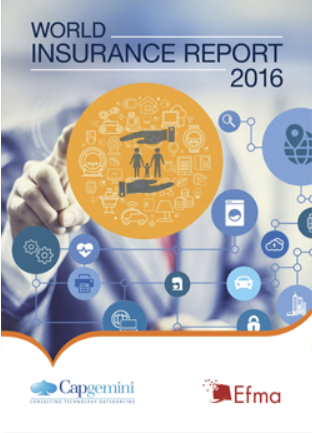 WORLD
INSURANCE REPORT
2016
Capgemini
CONSULTING.TECHNOLOGY.OUTSOURCING
Efma